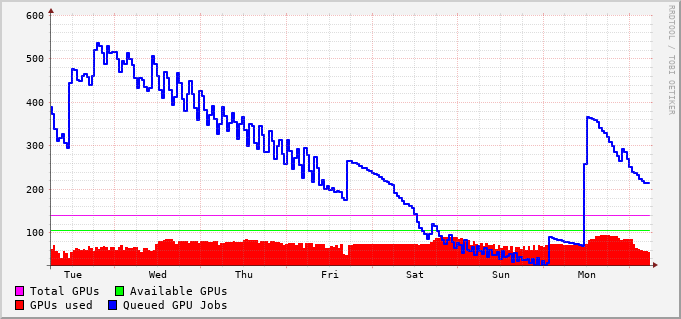 600
500
400
300
200
100
Tue Wed Thu Fri Sat Sun Mon
Total GPUs Available GPUs
GPUs used Queued GPU Jobs
RRDTOOL / TOBI OETIKER